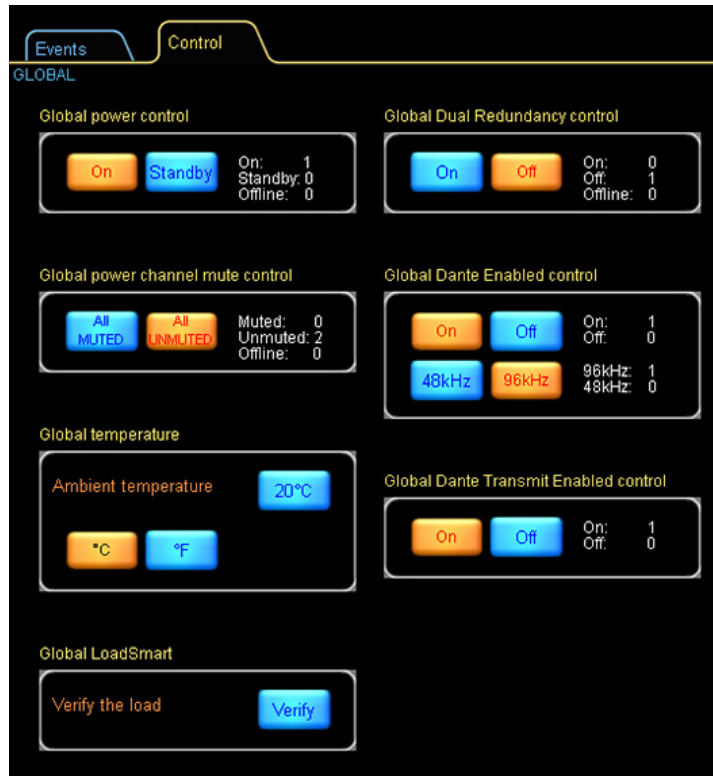 Events
Control
GLOBAL
Global power control
On
Standby
On: 1
Standby: 0
Offline: 0
Global power channel mute control
All
MUTED
All
UNMUTED
Muted: 0
Unmuted: 2
Offline: 0
Global temperature
Ambient temperature
20°C
°C
°F
Global LoadSmart
Verify the load
Verify
Global Dual Redundancy control
On
Off
On: 0
Off: 1
Offline: 0
Global Dante Enabled control
On
Off
On: 1
Off: 0
48kHz
96kHz
96kHz: 1
48kHz: 0
Global Dante Transmit Enabled control
On
Off
On: 1
Off: 0